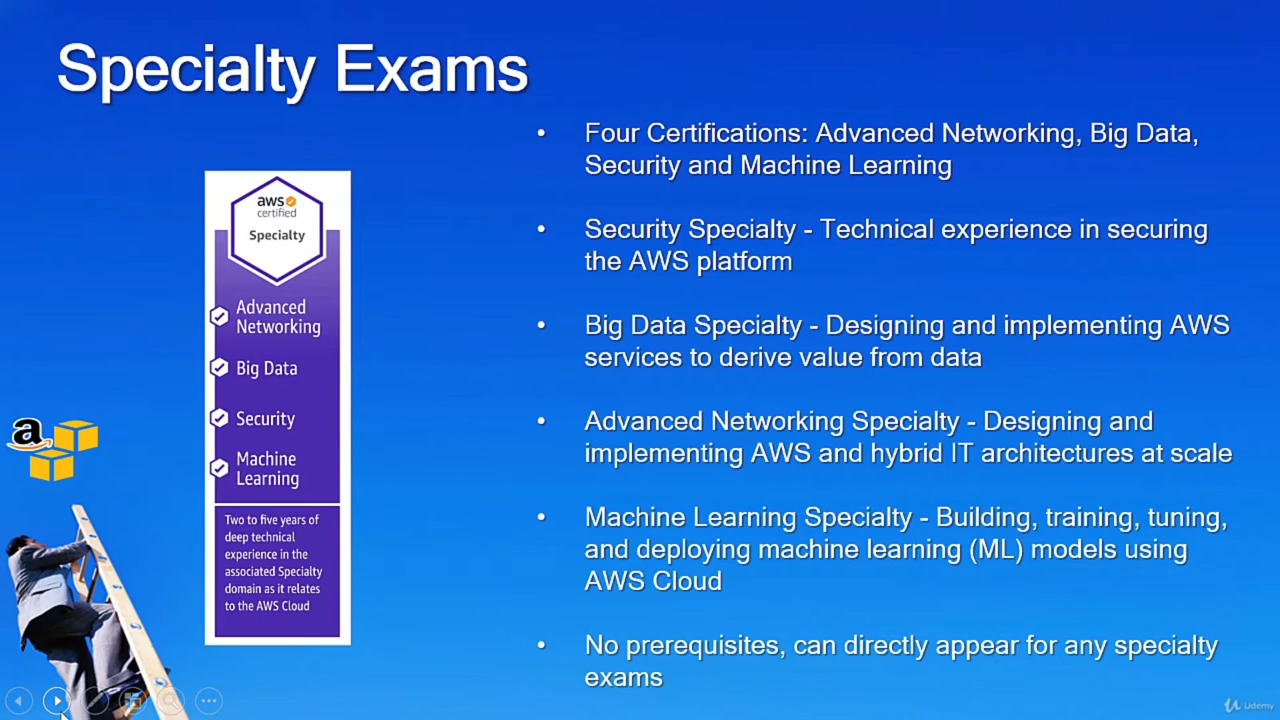 Specialty Exams
aws
certified
Specialty
Advanced
Networking
Big Data
Security
Machine
Learning
Two to five years of
deep technical
experience in the
associated Specialty
domain as it relates
to the AWS Cloud
a
• Four Certifications: Advanced Networking, Big Data,
Security and Machine Learning
• Security Specialty - Technical experience in securing
the AWS platform
• Big Data Specialty - Designing and implementing AWS
services to derive value from data
• Advanced Networking Specialty - Designing and
implementing AWS and hybrid IT architectures at scale
• Machine Learning Specialty - Building, training, tuning,
and deploying machine learning (ML) models using
AWS Cloud
• No prerequisites, can directly appear for any specialty
exams
Udemy